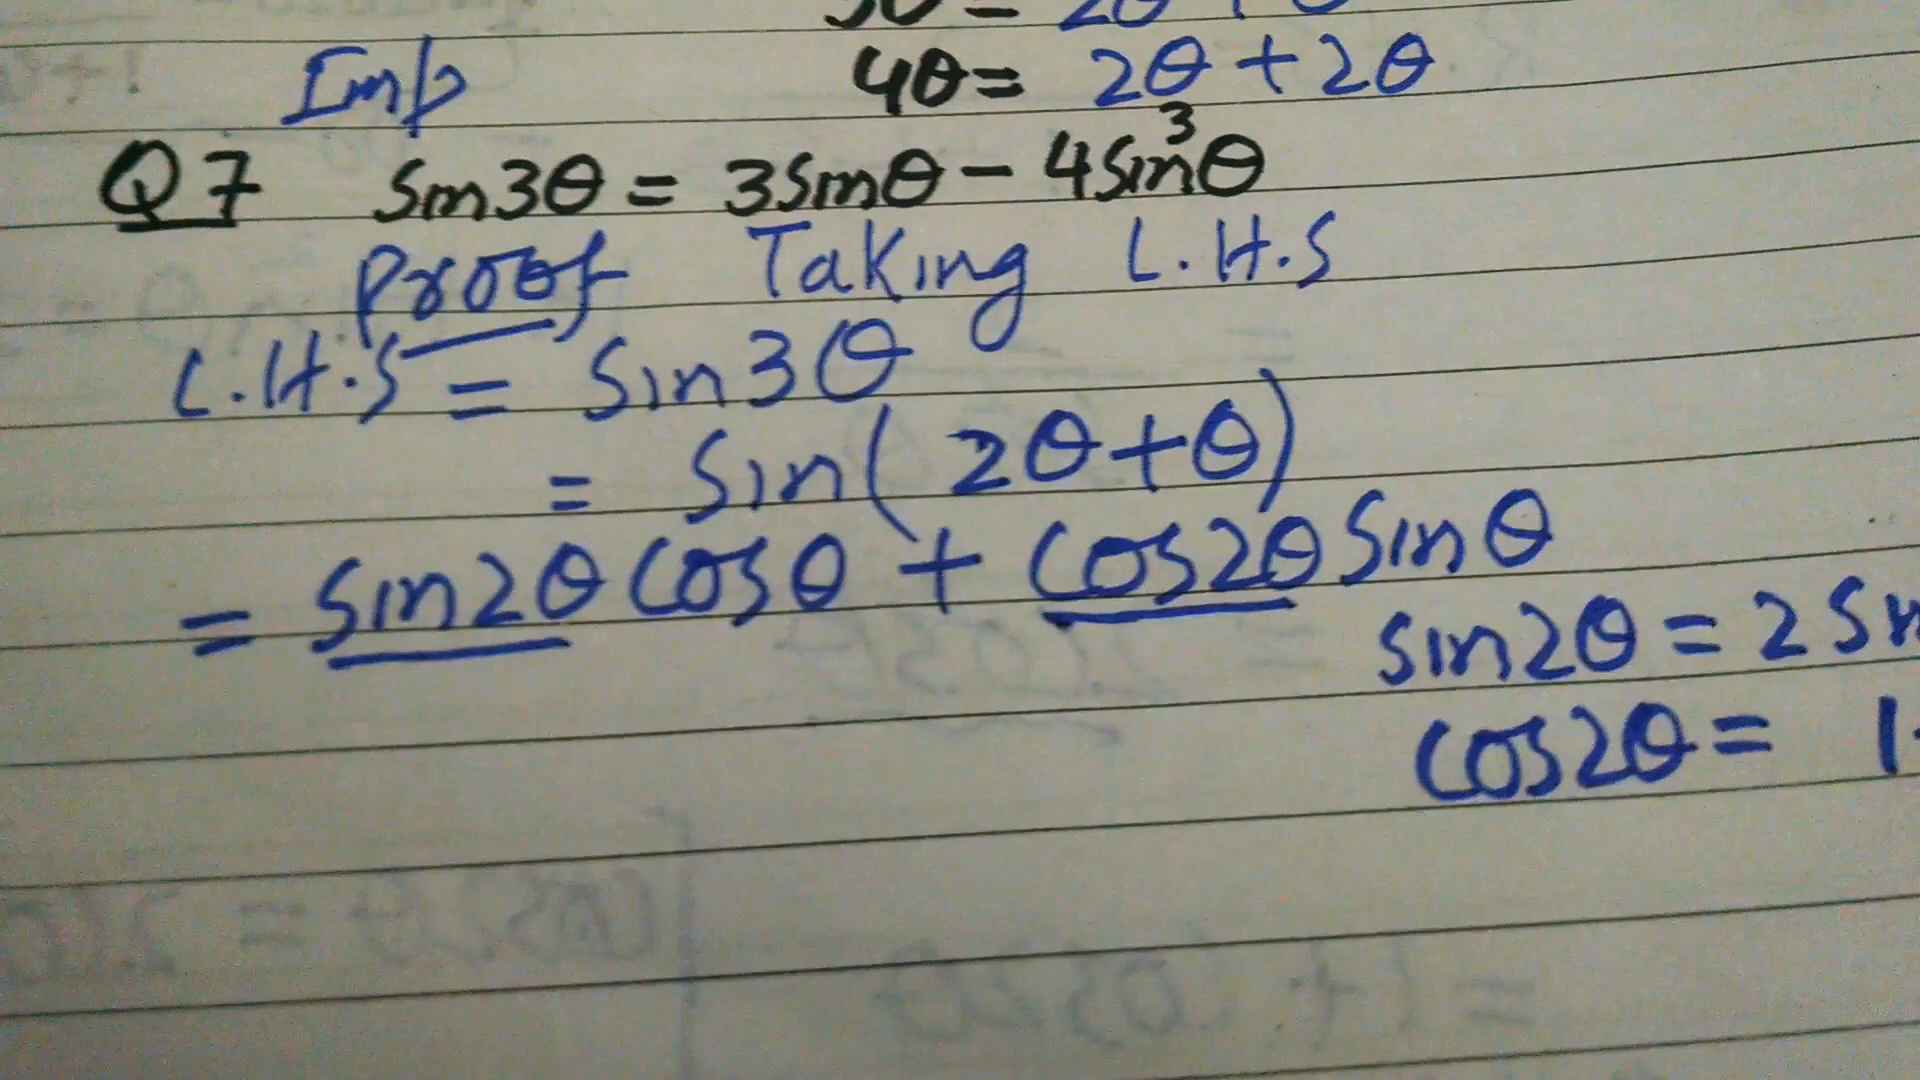 Imp
4θ = 2θ + 2θ
Q7 Sin3θ = 3Sinθ − 4Sin³θ
Proof Taking L.H.S
L.H.S = Sin3θ
= Sin(2θ+θ)
= Sin2θ Cosθ + Cos2θ Sinθ
Sin2θ = 2
Cos2θ = 1